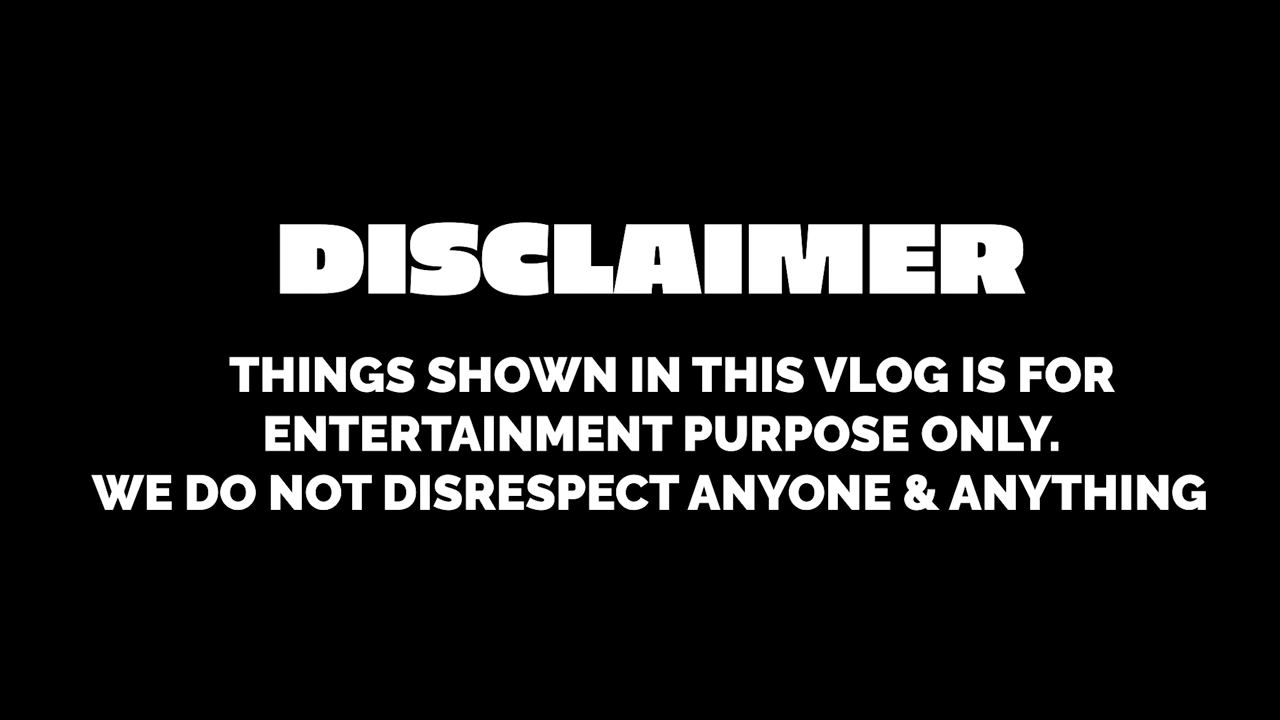 DISCLAIMER
THINGS SHOWN IN THIS VLOG IS FOR
ENTERTAINMENT PURPOSE ONLY.
WE DO NOT DISRESPECT ANYONE & ANYTHING